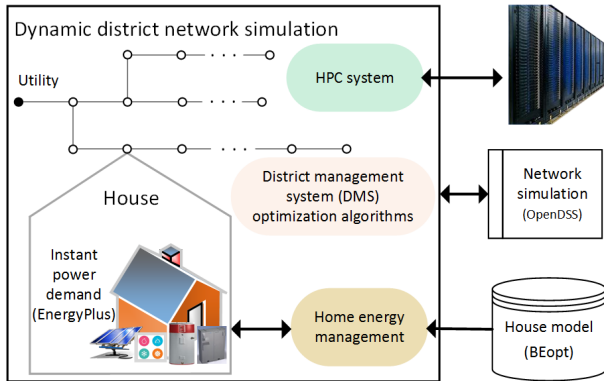 Dynamic district network simulation
Utility
HPC system
District management
system (DMS)
optimization algorithms
Network
simulation
(OpenDSS)
House
Instant
power
demand
(EnergyPlus)
Home energy
management
House model
(BEopt)